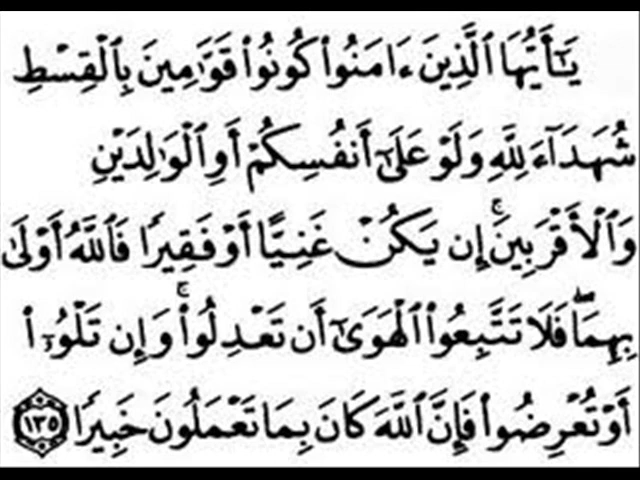 يَٰٓأَيُّهَا ٱلَّذِينَ ءَامَنُوا۟ كُونُوا۟ قَوَّٰمِينَ بِٱلْقِسْطِ
شُهَدَآءَ لِلَّهِ وَلَوْ عَلَىٰٓ أَنفُسِكُمْ أَوِ ٱلْوَٰلِدَيْنِ
وَٱلْأَقْرَبِينَ ۚ إِن يَكُنْ غَنِيًّا أَوْ فَقِيرًا فَٱللَّهُ أَوْلَىٰ
بِهِمَا ۖ فَلَا تَتَّبِعُوا۟ ٱلْهَوَىٰٓ أَن تَعْدِلُوا۟ ۚ وَإِن تَلْوُۥٓا۟
أَوْ تُعْرِضُوا۟ فَإِنَّ ٱللَّهَ كَانَ بِمَا تَعْمَلُونَ خَبِيرًا ١٣٥